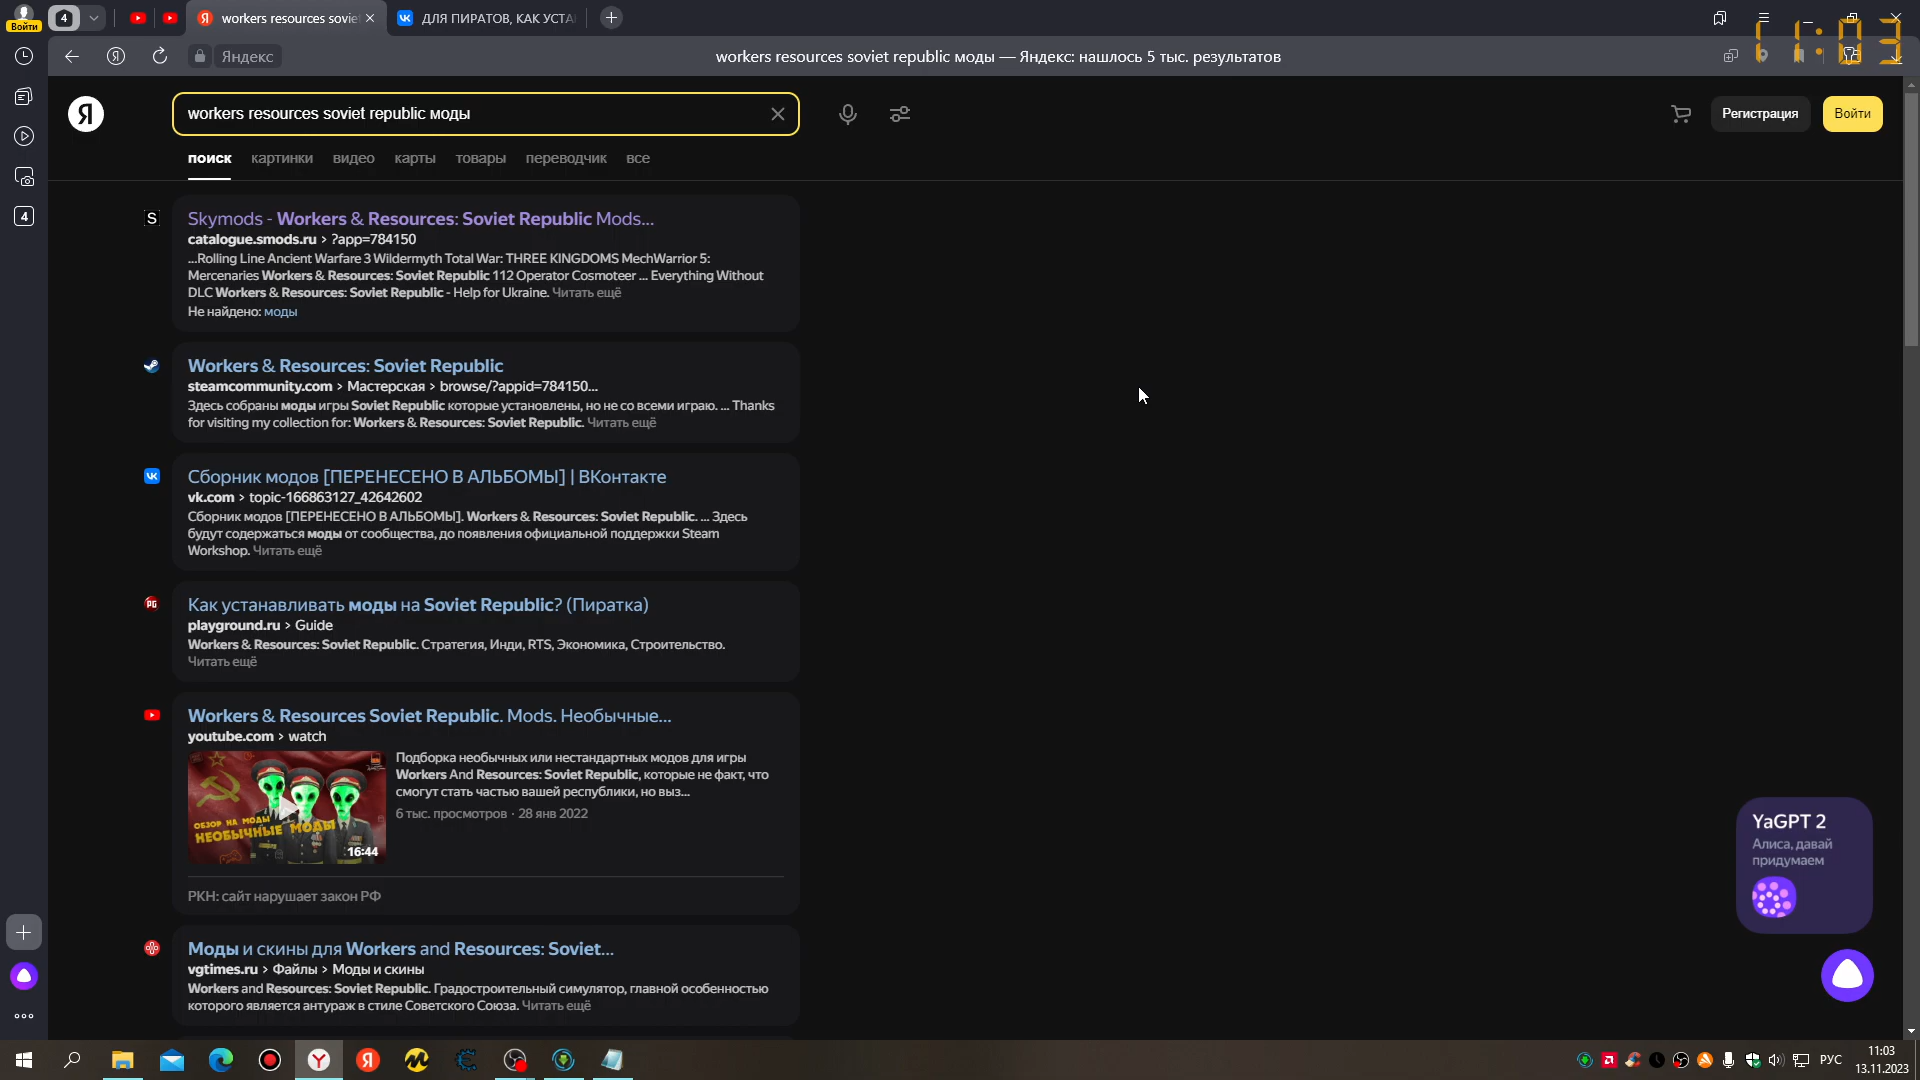 Войти
4
workers resources sovie
ДЛЯ ПИРАТОВ, КАК УСТА
11:03
Яндекс
workers resources soviet republic моды — Яндекс: нашлось 5 тыс. результатов
4
Я
workers resources soviet republic моды
Регистрация
Войти
поиск
картинки
видео
карты
товары
переводчик
все
S
Skymods - Workers & Resources: Soviet Republic Mods...
catalogue.smods.ru > ?app=784150
...Rolling Line Ancient Warfare 3 Wildermyth Total War: THREE KINGDOMS MechWarrior 5:
Mercenaries Workers & Resources: Soviet Republic 112 Operator Cosmoteer ... Everything Without
DLC Workers & Resources: Soviet Republic - Help for Ukraine. Читать ещё
Не найдено: моды
Workers & Resources: Soviet Republic
steamcommunity.com > Мастерская > browse/?appid=784150...
Здесь собраны моды игры Soviet Republic которые установлены, но не со всеми играю. ... Thanks
for visiting my collection for: Workers & Resources: Soviet Republic. Читать ещё
Сборник модов [ПЕРЕНЕСЕНО В АЛЬБОМЫ] | ВКонтакте
vk.com > topic-166863127_42642602
Сборник модов [ПЕРЕНЕСЕНО В АЛЬБОМЫ]. Workers & Resources: Soviet Republic. ... Здесь
будут содержаться моды от сообщества, до появления официальной поддержки Steam
Workshop. Читать ещё
PG
Как устанавливать моды на Soviet Republic? (Пиратка)
playground.ru > Guide
Workers & Resources: Soviet Republic. Стратегия, Инди, RTS, Экономика, Строительство.
Читать ещё
Workers & Resources Soviet Republic. Mods. Необычные...
youtube.com > watch
Подборка необычных или нестандартных модов для игры
Workers And Resources: Soviet Republic, которые не факт, что
смогут стать частью вашей республики, но выз...
6 тыс. просмотров · 28 янв 2022
ОБЗОР НА МОДЫ
НЕОБЫЧНЫЕ МОДЫ
16:44
РКН: сайт нарушает закон РФ
Моды и скины для Workers and Resources: Soviet...
vgtimes.ru > Файлы > Моды и скины
Workers and Resources: Soviet Republic. Градостроительный симулятор, главной особенностью
которого является антураж в стиле Советского Союза. Читать ещё
YaGPT 2
Алиса, давай
придумаем
РУС
11:03
13.11.2023